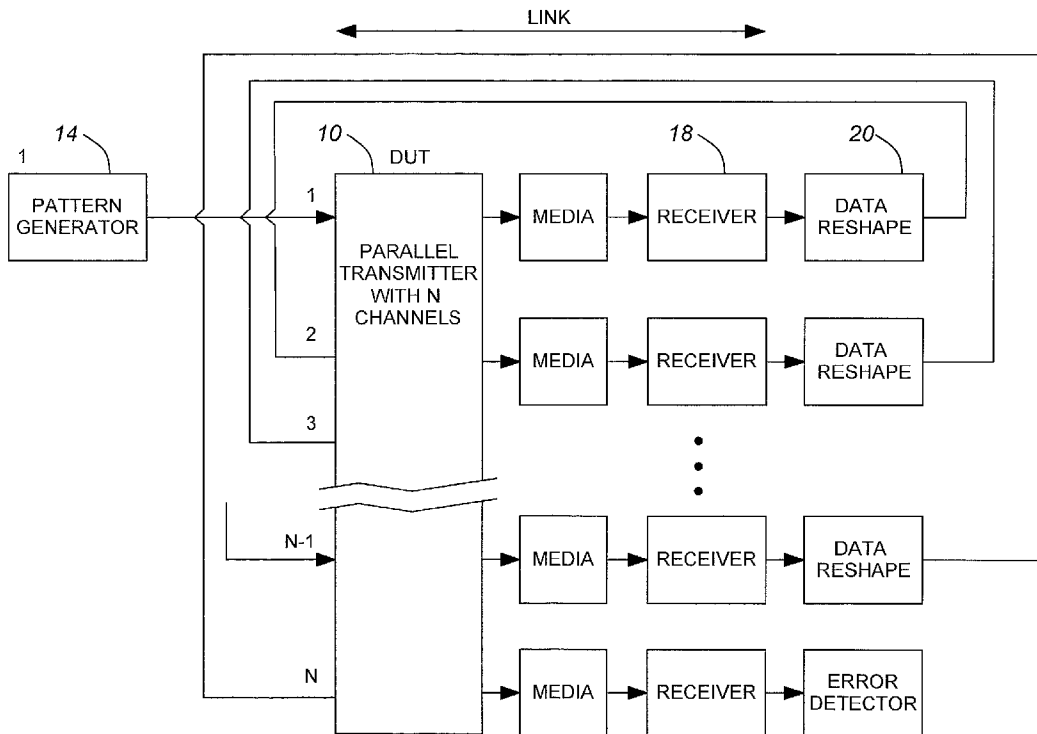 LINK
14
10
18
20
1
DUT
PATTERN
GENERATOR
1
MEDIA
RECEIVER
DATA
RESHAPE
PARALLEL
TRANSMITTER
WITH N
CHANNELS
2
MEDIA
RECEIVER
DATA
RESHAPE
3
N-1
MEDIA
RECEIVER
DATA
RESHAPE
N
MEDIA
RECEIVER
ERROR
DETECTOR